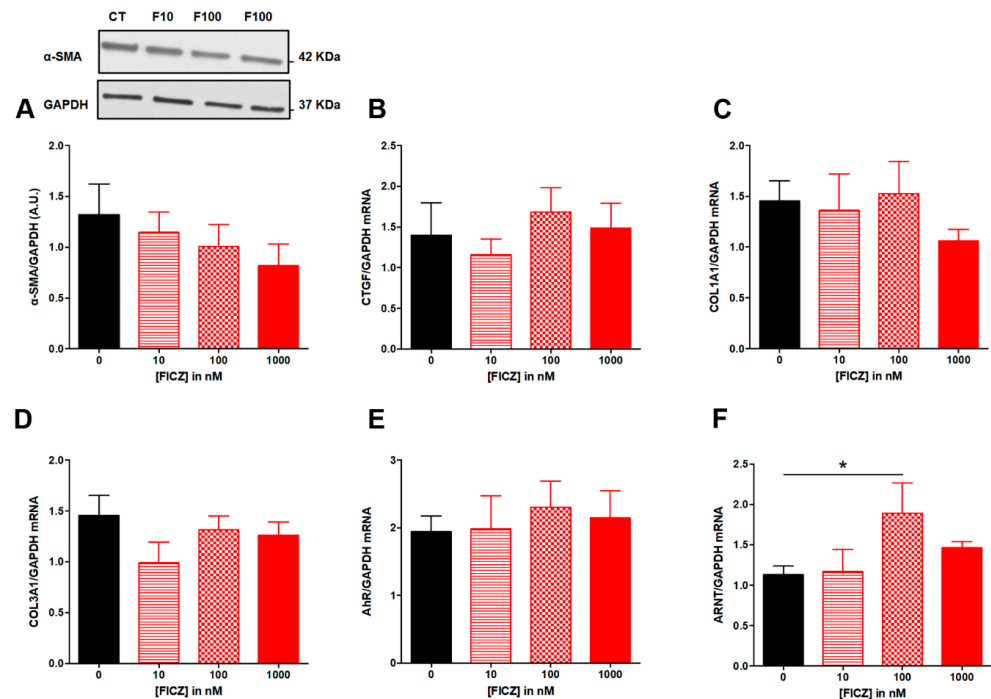 CT F10 F100 F100
α-SMA
42 KDa
GAPDH
37 KDa
A
α-SMA/GAPDH (A.U.)
2.0
1.5
1.0
0.5
0.0
0 10 100 1000
[FICZ] in nM
B
CTGF/GAPDH mRNA
2.5
2.0
1.5
1.0
0.5
0.0
0 10 100 1000
[FICZ] in nM
C
COL1A1/GAPDH mRNA
2.0
1.5
1.0
0.5
0.0
0 10 100 1000
[FICZ] in nM
D
COL3A1/GAPDH mRNA
2.0
1.5
1.0
0.5
0.0
0 10 100 1000
[FICZ] in nM
E
AhR/GAPDH mRNA
3
2
1
0
0 10 100 1000
[FICZ] in nM
F
ARNT/GAPDH mRNA
2.5
2.0
1.5
1.0
0.5
0.0
*
0 10 100 1000
[FICZ] in nM